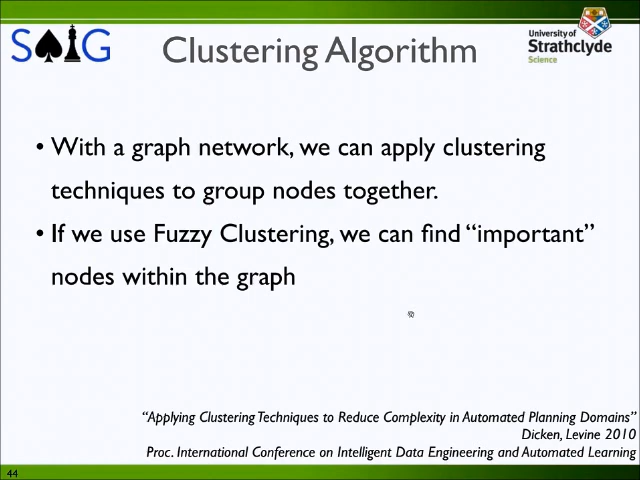 S♠♟G
Clustering Algorithm
University of
Strathclyde
Science
• With a graph network, we can apply clustering
techniques to group nodes together.
• If we use Fuzzy Clustering, we can find “important”
nodes within the graph
“Applying Clustering Techniques to Reduce Complexity in Automated Planning Domains”
Dicken, Levine 2010
Proc. International Conference on Intelligent Data Engineering and Automated Learning
44